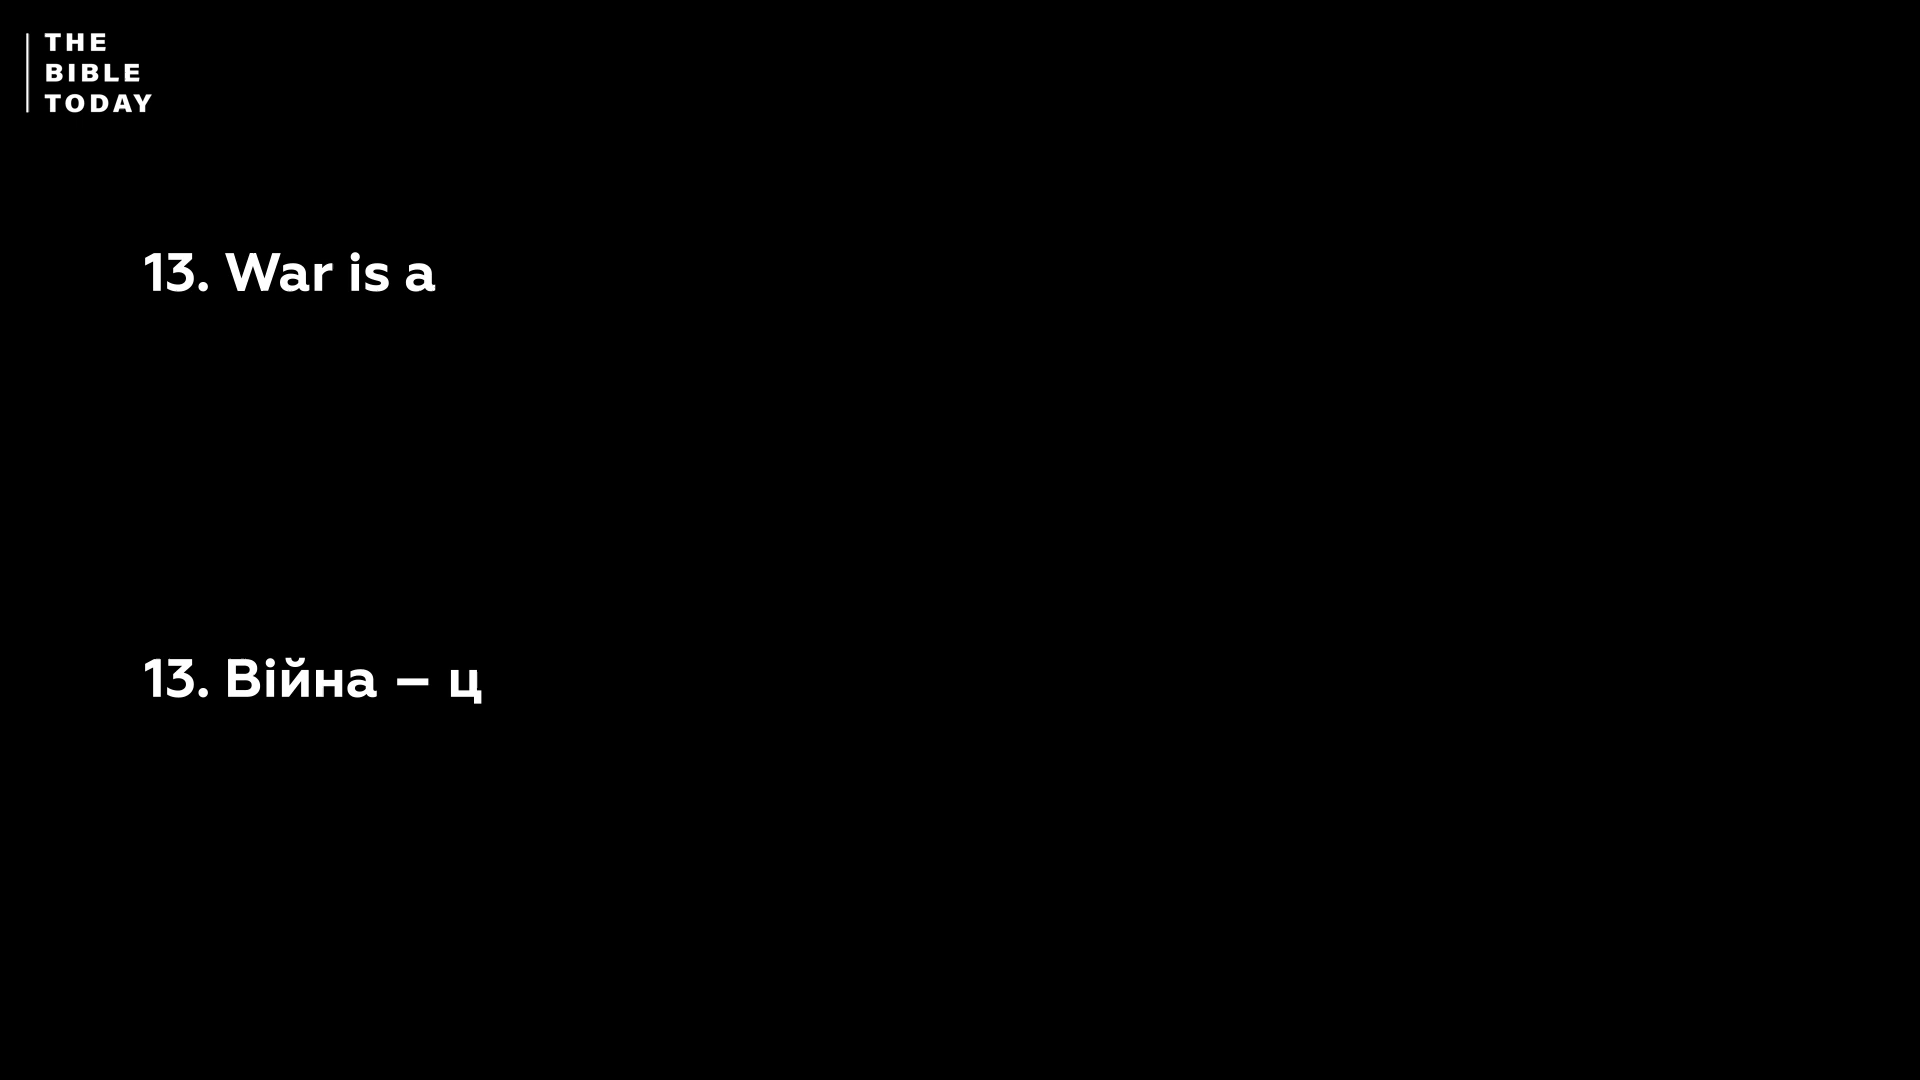 THE
BIBLE
TODAY
13. War is a
13. Війна – ц